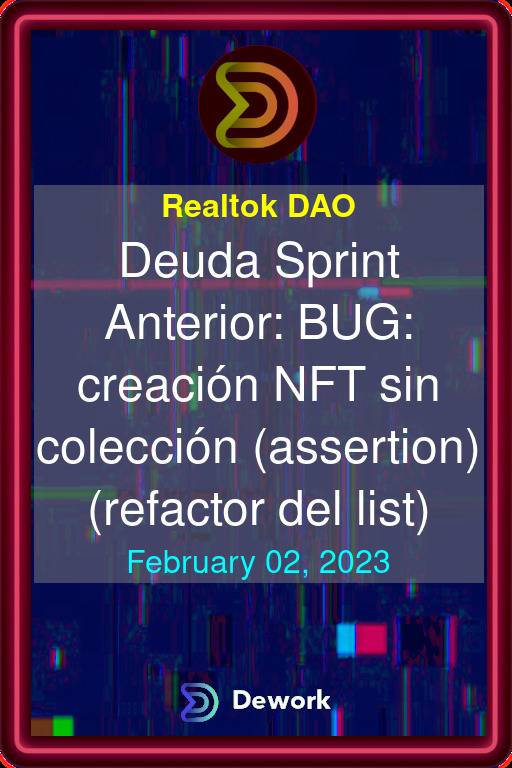 Realtok DAO
Deuda Sprint
Anterior: BUG:
creación NFT sin
colección (assertion)
(refactor del list)
February 02, 2023
Dework